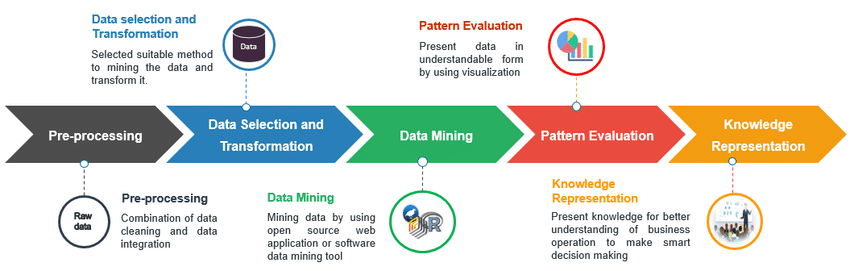 Data selection and
Transformation
Selected suitable method
to mining the data and
transform it.
Data
Pattern Evaluation
Present data in
understandable form
by using visualization
Pre-processing
Data Selection and
Transformation
Data Mining
Pattern Evaluation
Knowledge
Representation
Raw
data
Pre-processing
Combination of data
cleaning and data
integration
Data Mining
Mining data by using
open source web
application or software
data mining tool
R
Knowledge
Representation
Present knowledge for better
understanding of business
operation to make smart
decision making